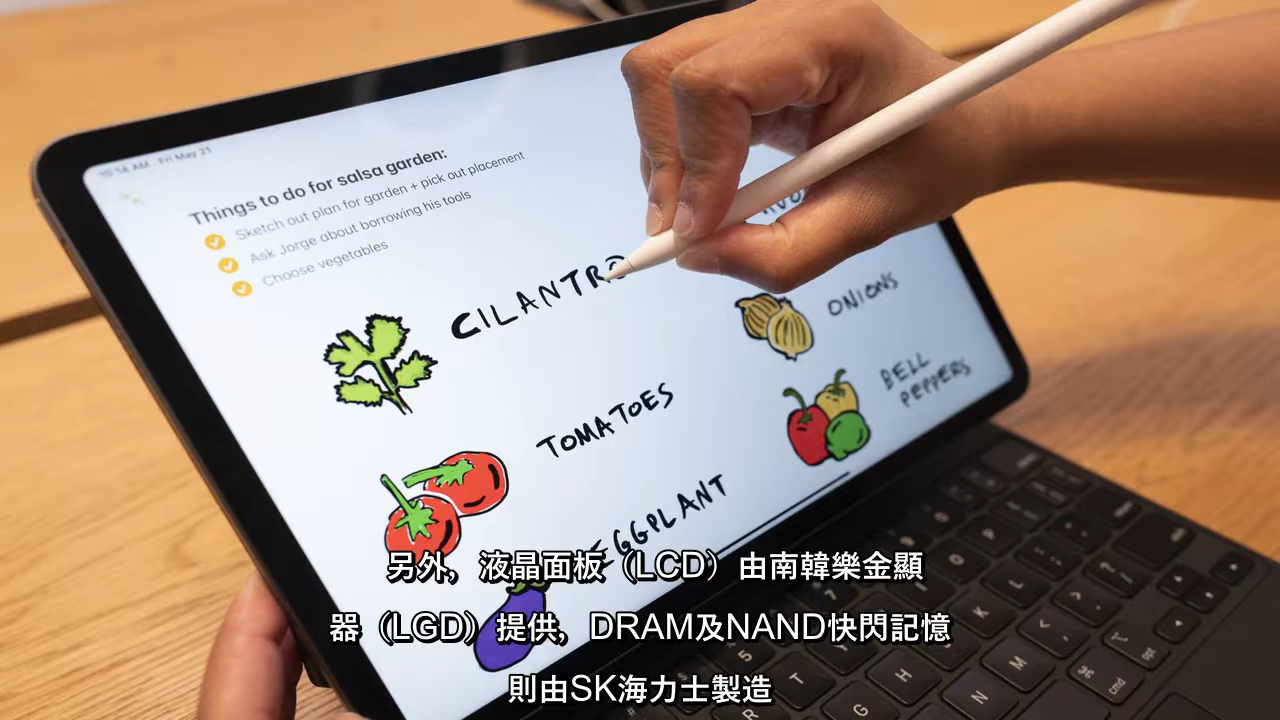 10:14 AM Fri May 21
Things to do for salsa garden:
Sketch out plan for garden + pick out placement
Ask Jorge about borrowing his tools
Choose vegetables
CILANTRO
ONIONS
TOMATOES
BELL
PEPPERS
EGGPLANT
另外，液晶面板（LCD）由南韓樂金顯
器（LGD）提供，DRAM及NAND快閃記憶
則由SK海力士製造